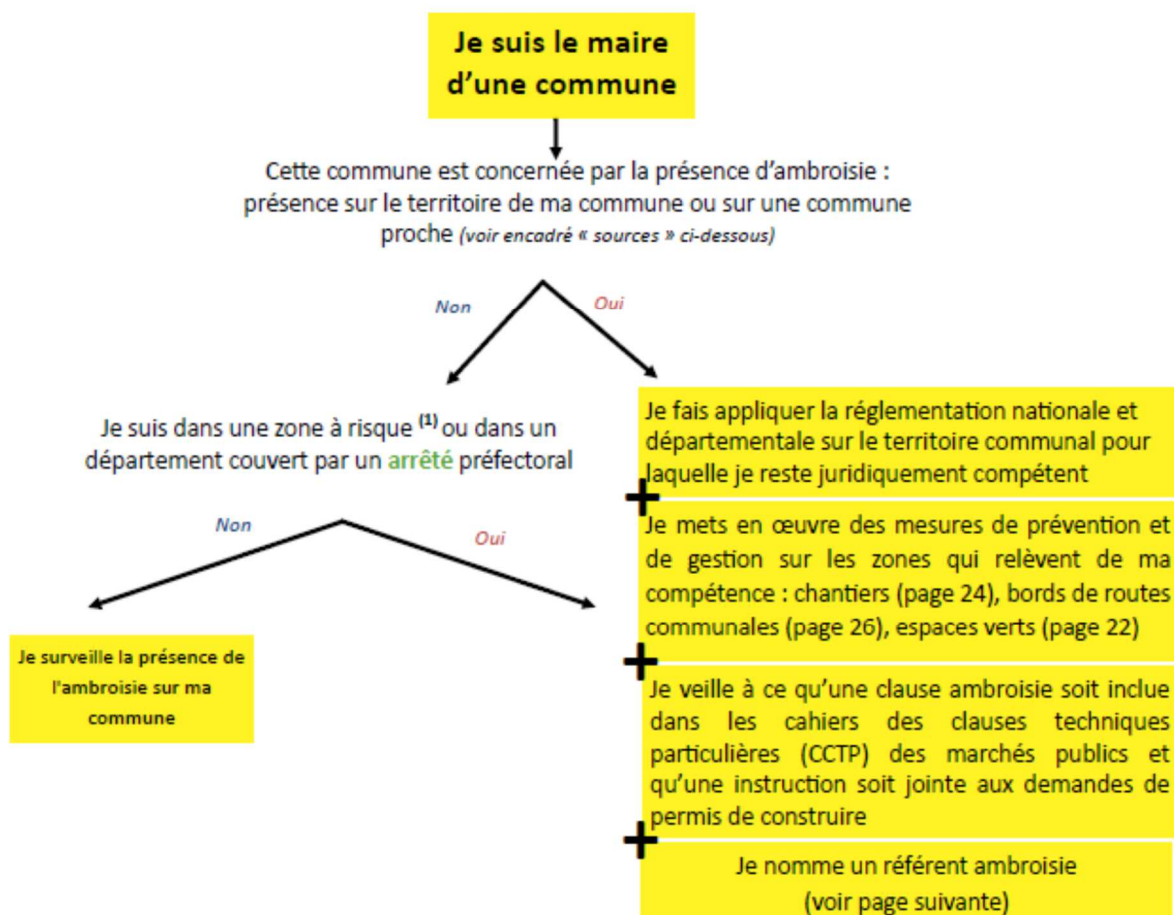 Je suis le maire
d'une commune
Cette commune est concernée par la présence d'ambroisie :
présence sur le territoire de ma commune ou sur une commune
proche (voir encadré « sources » ci-dessous)
Non
Oui
Je suis dans une zone à risque (1) ou dans un
département couvert par un arrêté préfectoral
Non
Oui
Je surveille la présence de
l'ambroisie sur ma
commune
Je fais appliquer la réglementation nationale et
départementale sur le territoire communal pour
laquelle je reste juridiquement compétent
+
Je mets en œuvre des mesures de prévention et
de gestion sur les zones qui relèvent de ma
compétence : chantiers (page 24), bords de routes
communales (page 26), espaces verts (page 22)
+
Je veille à ce qu'une clause ambroisie soit inclue
dans les cahiers des clauses techniques
particulières (CCTP) des marchés publics et
qu'une instruction soit jointe aux demandes de
permis de construire
+
Je nomme un référent ambroisie
(voir page suivante)